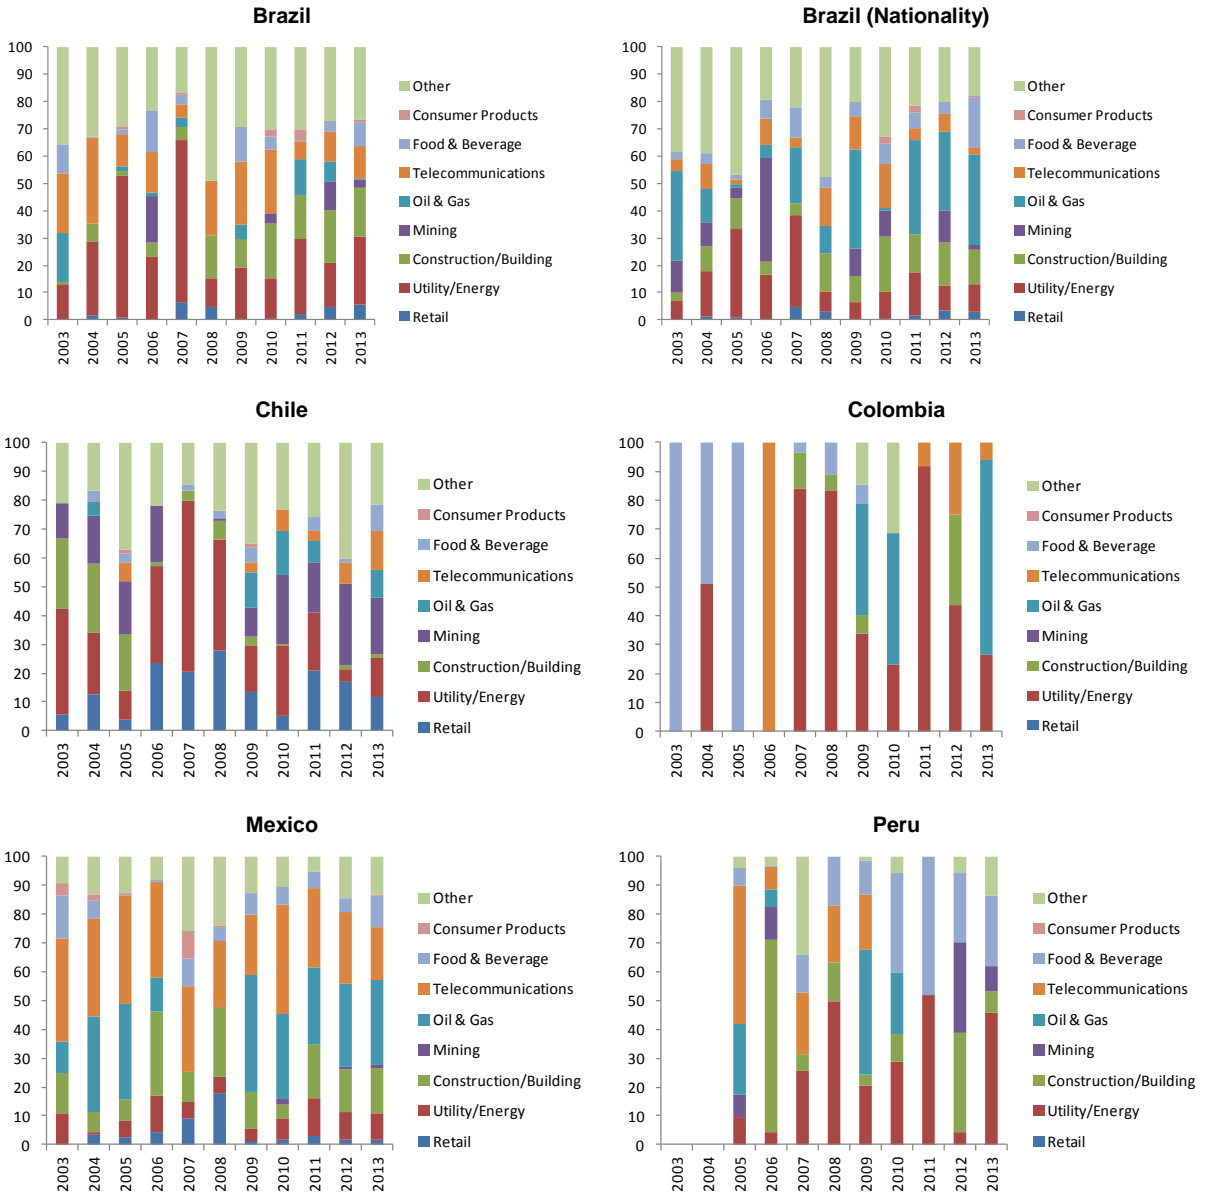 Brazil
100
90
80
70
60
50
40
30
20
10
0
2003
2004
2005
2006
2007
2008
2009
2010
2011
2012
2013
Other
Consumer Products
Food & Beverage
Telecommunications
Oil & Gas
Mining
Construction/Building
Utility/Energy
Retail
Brazil (Nationality)
100
90
80
70
60
50
40
30
20
10
0
2003
2004
2005
2006
2007
2008
2009
2010
2011
2012
2013
Other
Consumer Products
Food & Beverage
Telecommunications
Oil & Gas
Mining
Construction/Building
Utility/Energy
Retail
Chile
100
90
80
70
60
50
40
30
20
10
0
2003
2004
2005
2006
2007
2008
2009
2010
2011
2012
2013
Other
Consumer Products
Food & Beverage
Telecommunications
Oil & Gas
Mining
Construction/Building
Utility/Energy
Retail
Colombia
100
90
80
70
60
50
40
30
20
10
0
2003
2004
2005
2006
2007
2008
2009
2010
2011
2012
2013
Other
Consumer Products
Food & Beverage
Telecommunications
Oil & Gas
Mining
Construction/Building
Utility/Energy
Retail
Mexico
100
90
80
70
60
50
40
30
20
10
0
2003
2004
2005
2006
2007
2008
2009
2010
2011
2012
2013
Other
Consumer Products
Food & Beverage
Telecommunications
Oil & Gas
Mining
Construction/Building
Utility/Energy
Retail
Peru
100
90
80
70
60
50
40
30
20
10
0
2003
2004
2005
2006
2007
2008
2009
2010
2011
2012
2013
Other
Consumer Products
Food & Beverage
Telecommunications
Oil & Gas
Mining
Construction/Building
Utility/Energy
Retail